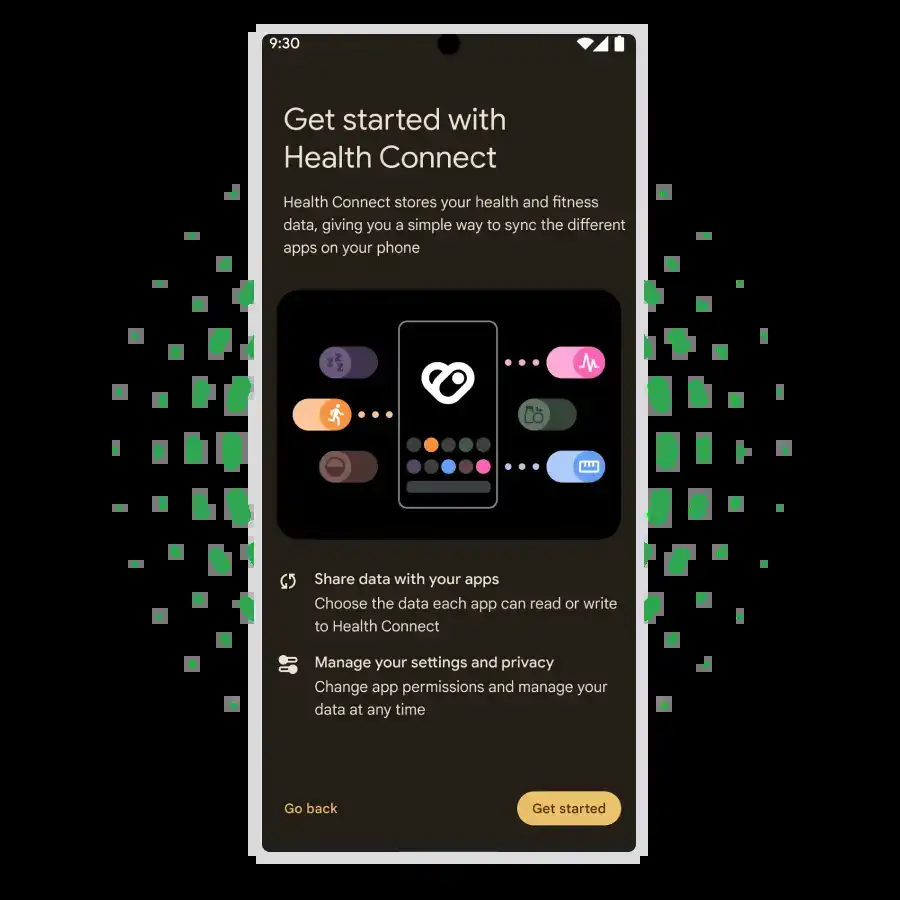 9:30
Get started with
Health Connect
Health Connect stores your health and fitness
data, giving you a simple way to sync the different
apps on your phone
Share data with your apps
Choose the data each app can read or write
to Health Connect
Manage your settings and privacy
Change app permissions and manage your
data at any time
Go back
Get started